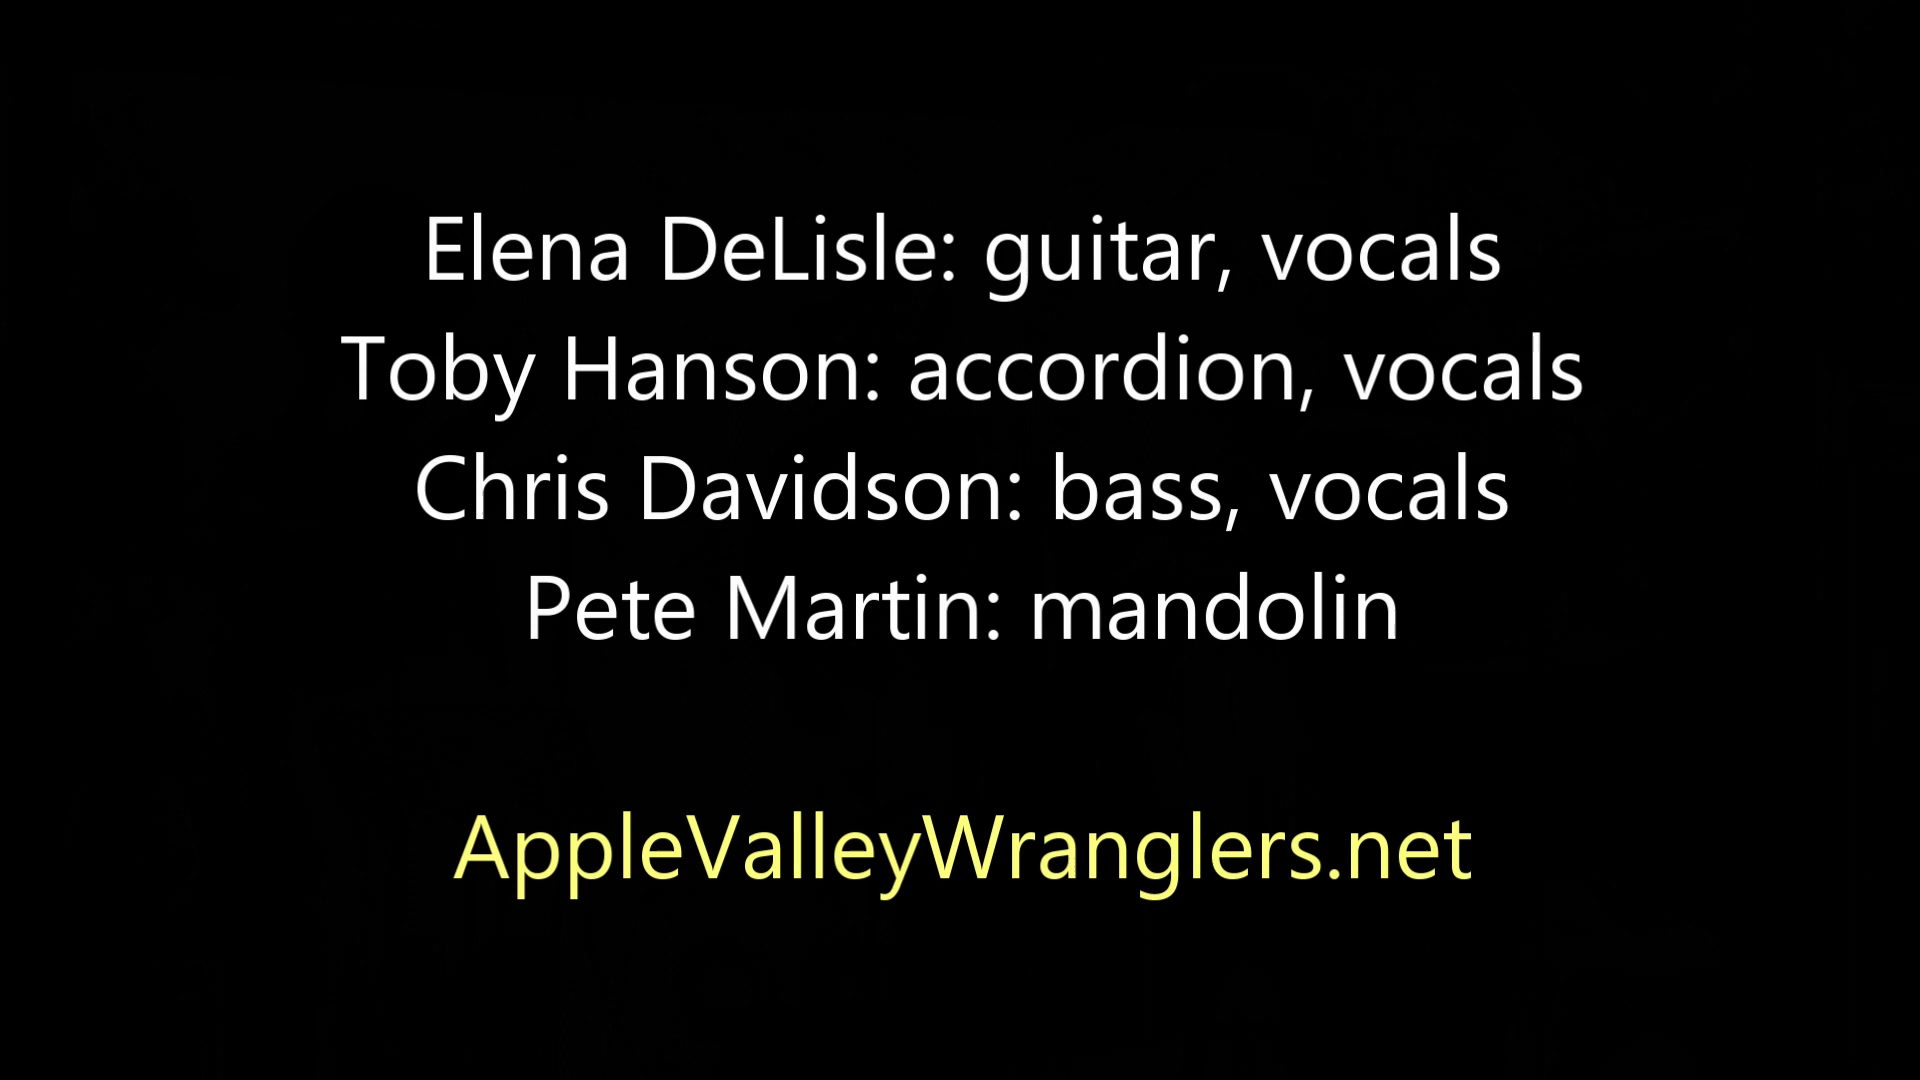 Elena DeLisle: guitar, vocals
Toby Hanson: accordion, vocals
Chris Davidson: bass, vocals
Pete Martin: mandolin
AppleValleyWranglers.net